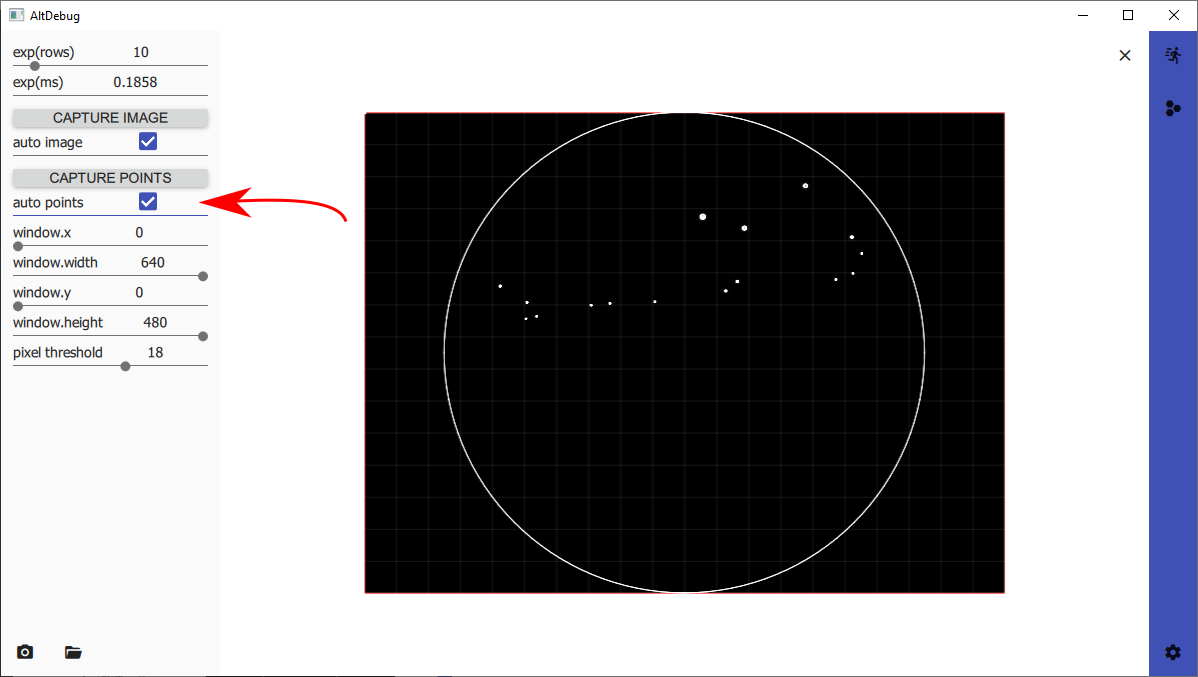 AltDebug
exp(rows) 10
exp(ms) 0.1858
CAPTURE IMAGE
auto image
CAPTURE POINTS
auto points
window.x 0
window.width 640
window.y 0
window.height 480
pixel threshold 18